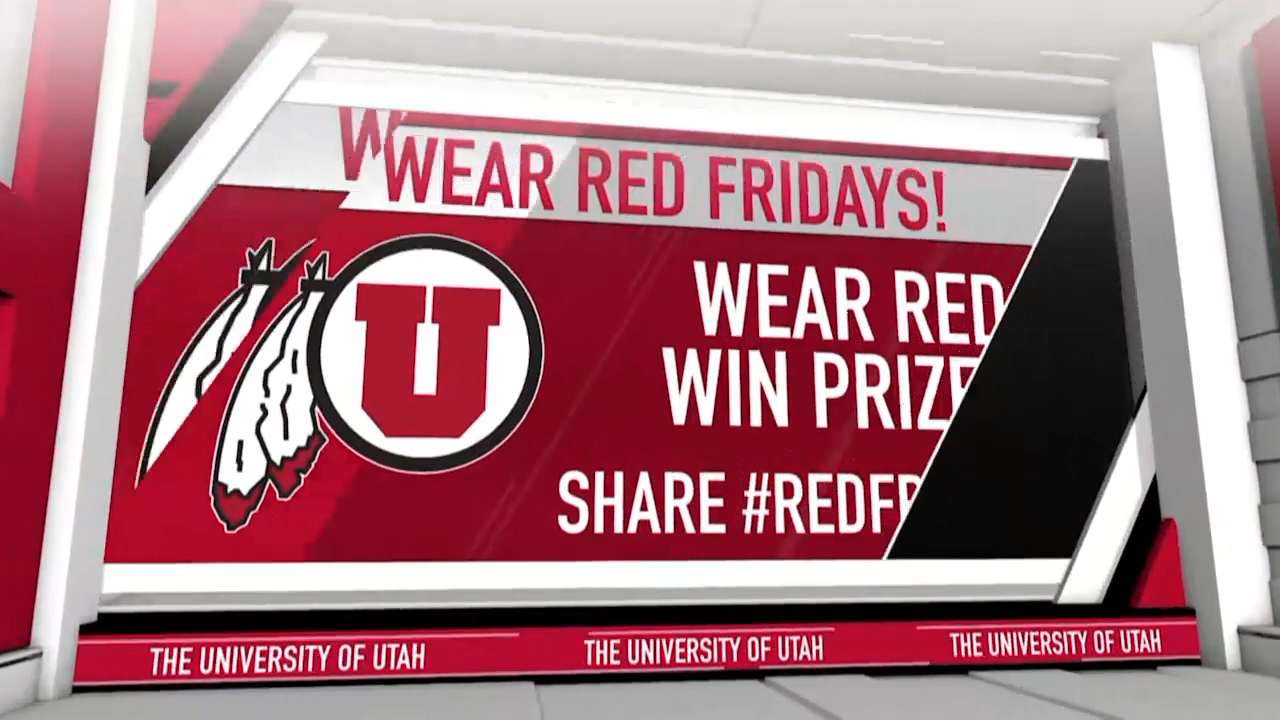 WEAR RED FRIDAYS!
U
WEAR RED
WIN PRIZE
SHARE #REDFR
THE UNIVERSITY OF UTAH THE UNIVERSITY OF UTAH THE UNIVERSITY OF UTAH